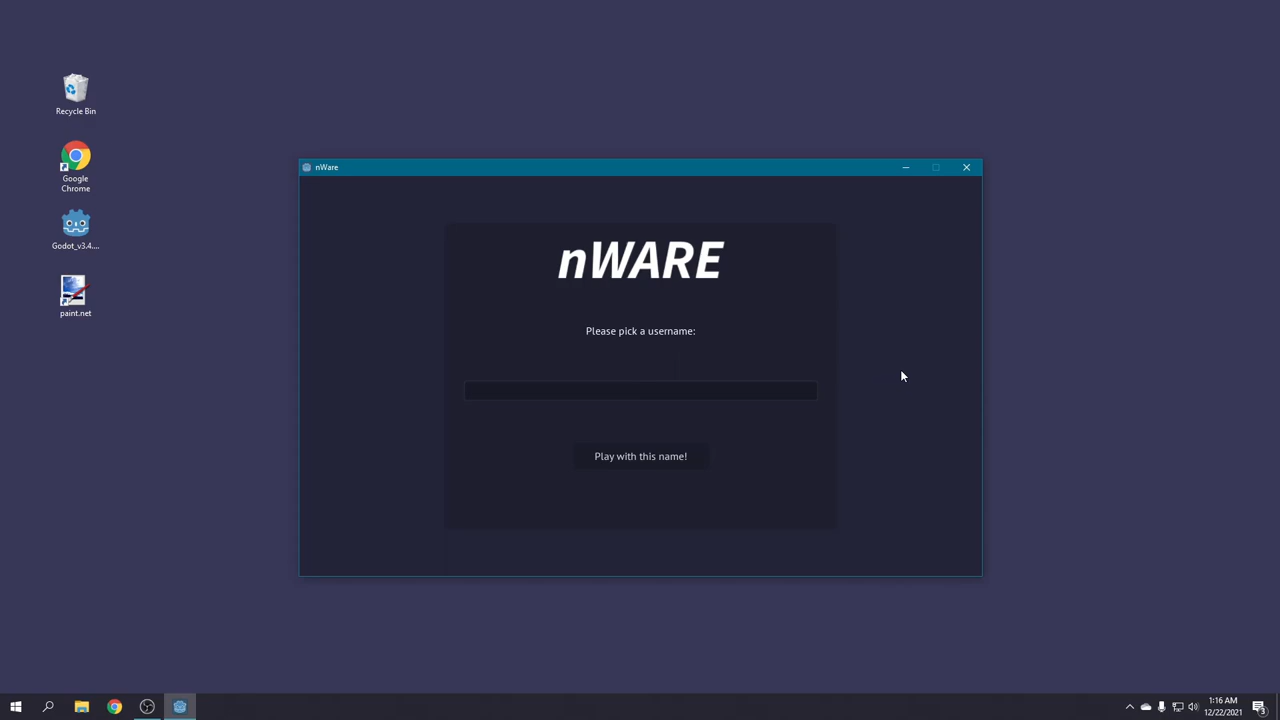 Recycle Bin
Google
Chrome
Godot_v3.4....
paint.net
nWare
nWARE
Please pick a username:
Play with this name!
1:16 AM
12/22/2021
3